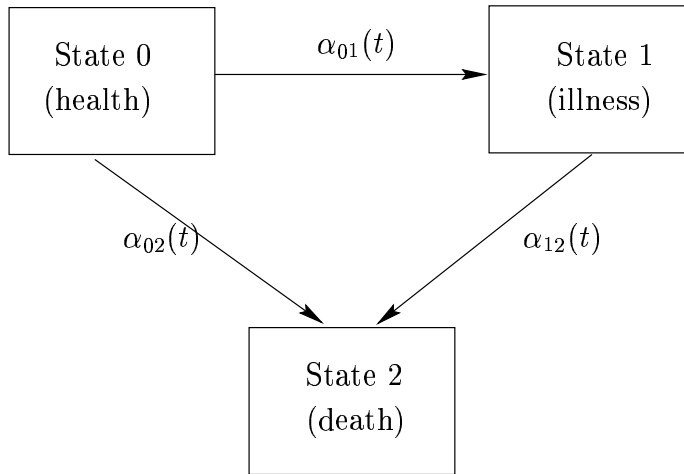 State 0
(health)
α₀₁(t)
State 1
(illness)
α₀₂(t)
α₁₂(t)
State 2
(death)